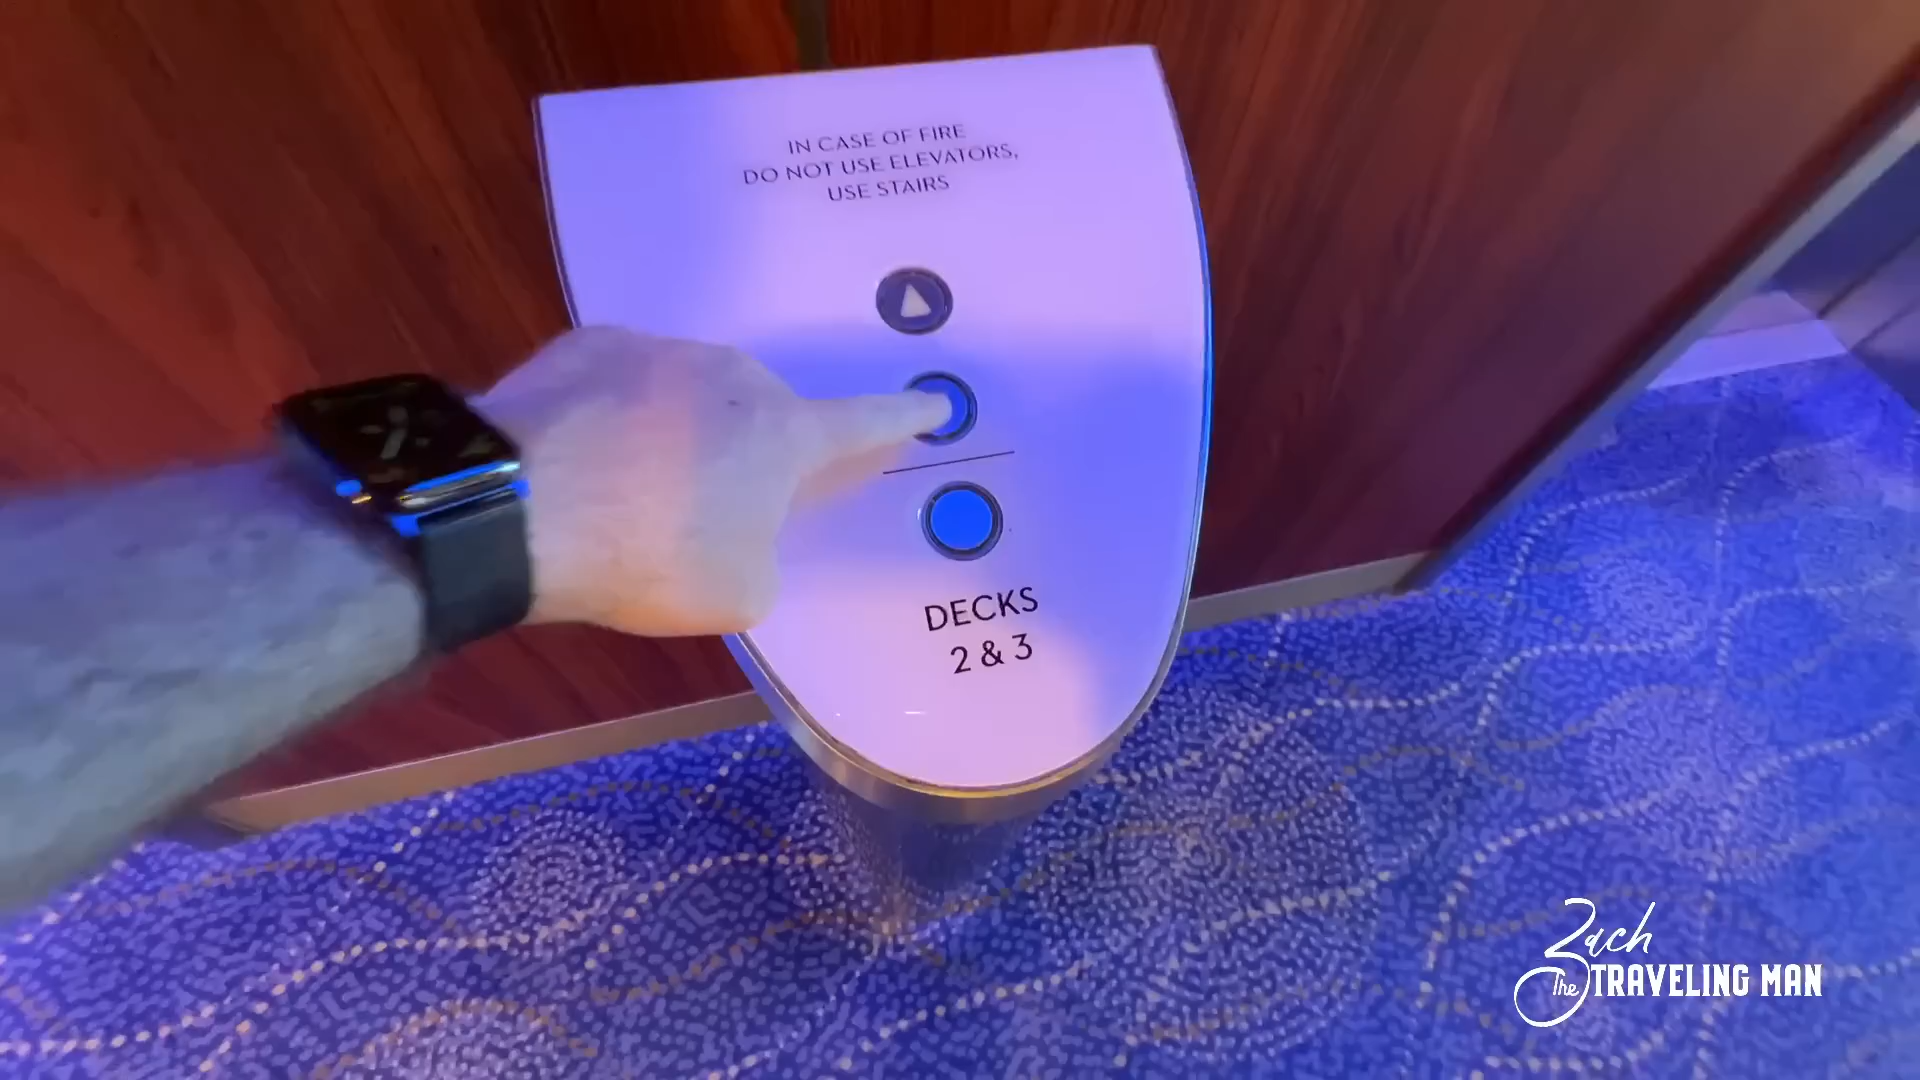 IN CASE OF FIRE
DO NOT USE ELEVATORS,
USE STAIRS
DECKS
2 & 3
Zach
The TRAVELING MAN